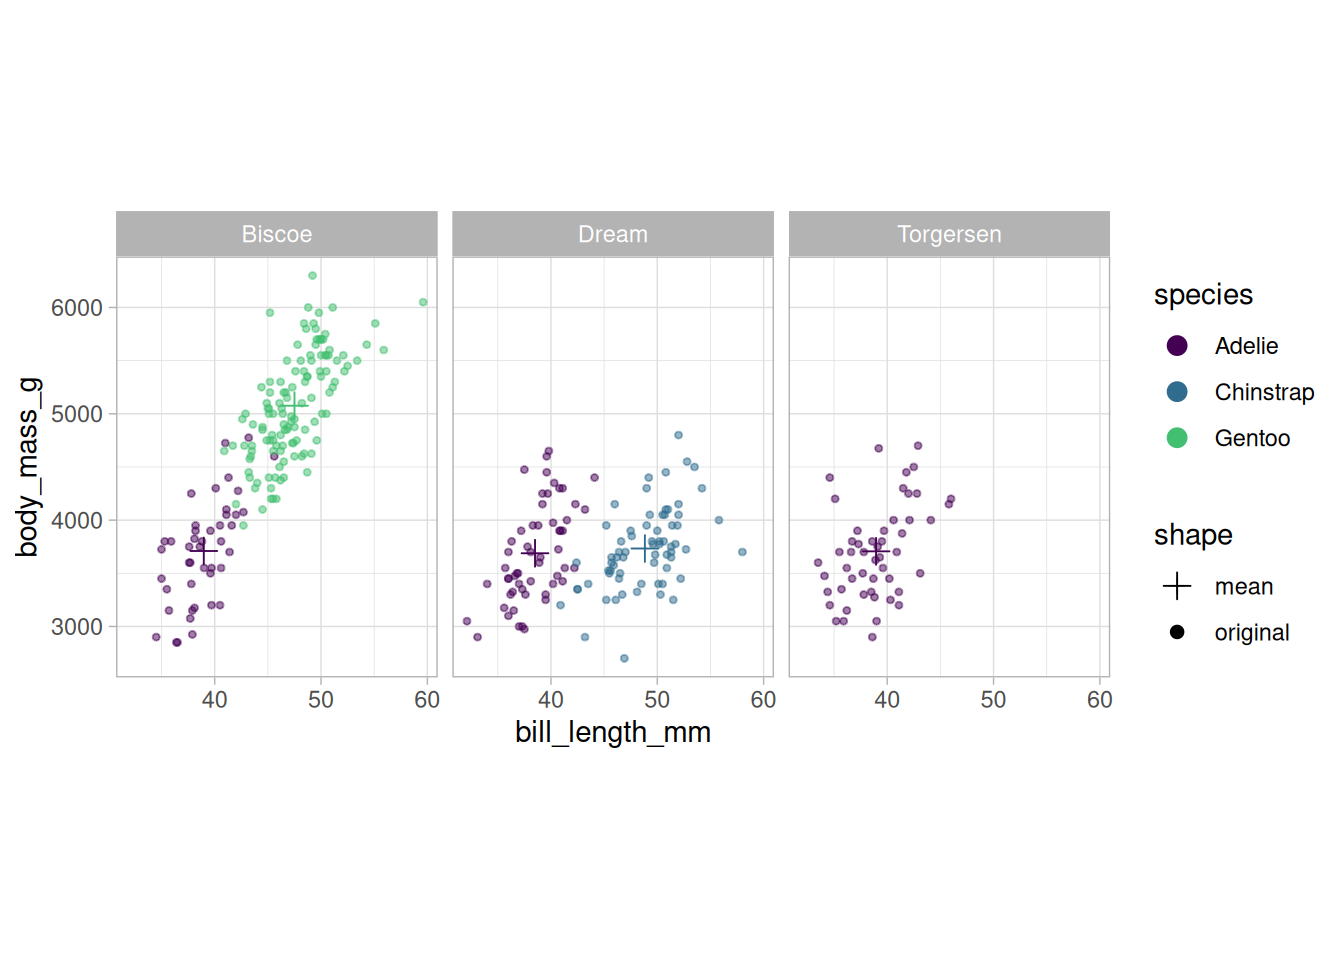 Biscoe Dream Torgersen
6000
5000
4000
3000
body_mass_g
40 50 60 40 50 60 40 50 60
bill_length_mm
species
Adelie
Chinstrap
Gentoo
shape
mean
original